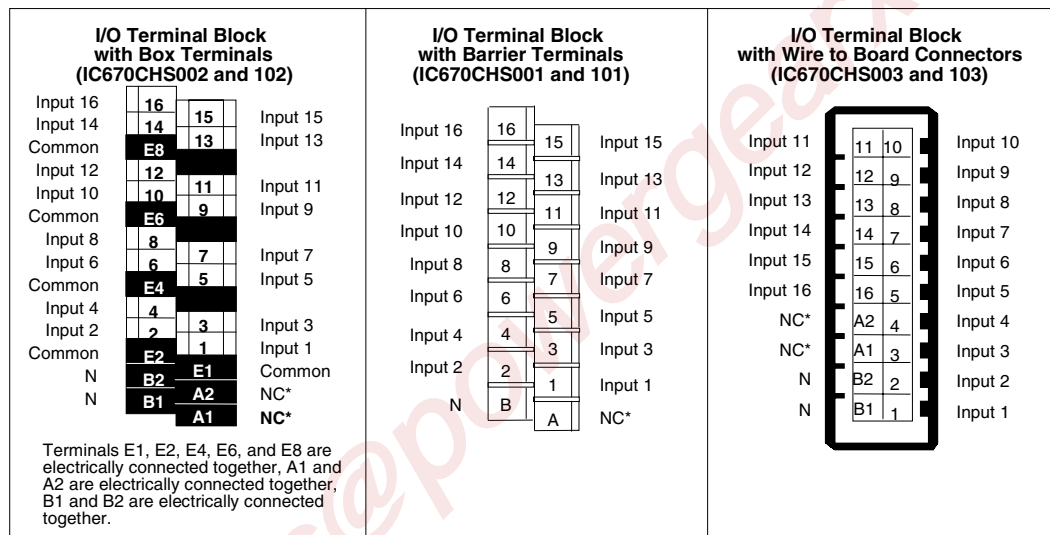 I/O Terminal Block
with Box Terminals
(IC670CHS002 and 102)
Input 16 16
15 Input 15
Input 14 14
13 Input 13
Common E8
Input 12 12
11 Input 11
Input 10 10
9 Input 9
Common E6
Input 8 8
7 Input 7
Input 6 6
5 Input 5
Common E4
Input 4 4
3 Input 3
Input 2 2
1 Input 1
Common E2
E1 Common
N B2
A2 NC*
N B1
A1 NC*
Terminals E1, E2, E4, E6, and E8 are
electrically connected together, A1 and
A2 are electrically connected together,
B1 and B2 are electrically connected
together.
I/O Terminal Block
with Barrier Terminals
(IC670CHS001 and 101)
Input 16 16
15 Input 15
Input 14 14
13 Input 13
Input 12 12
11 Input 11
Input 10 10
9 Input 9
Input 8 8
7 Input 7
Input 6 6
5 Input 5
Input 4 4
3 Input 3
Input 2 2
1 Input 1
N B
A NC*
I/O Terminal Block
with Wire to Board Connectors
(IC670CHS003 and 103)
Input 11 11 10 Input 10
Input 12 12 9 Input 9
Input 13 13 8 Input 8
Input 14 14 7 Input 7
Input 15 15 6 Input 6
Input 16 16 5 Input 5
NC* A2 4 Input 4
NC* A1 3 Input 3
N B2 2 Input 2
N B1 1 Input 1